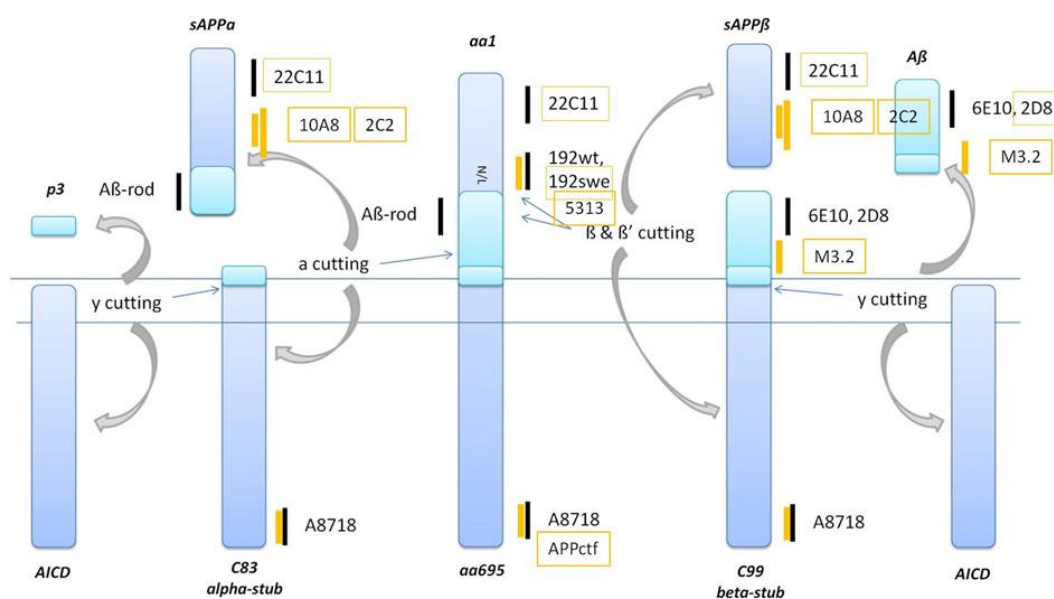 sAPPa
22C11
10A8
2C2
p3
Aß-rod
aa1
22C11
N/L
192wt,
192swe
5313
Aß-rod
ß & ß' cutting
a cutting
sAPPß
22C11
10A8
2C2
Aß
6E10, 2D8
M3.2
6E10, 2D8
M3.2
y cutting
y cutting
A8718
A8718
APPctf
A8718
AICD
C83
alpha-stub
aa695
C99
beta-stub
AICD